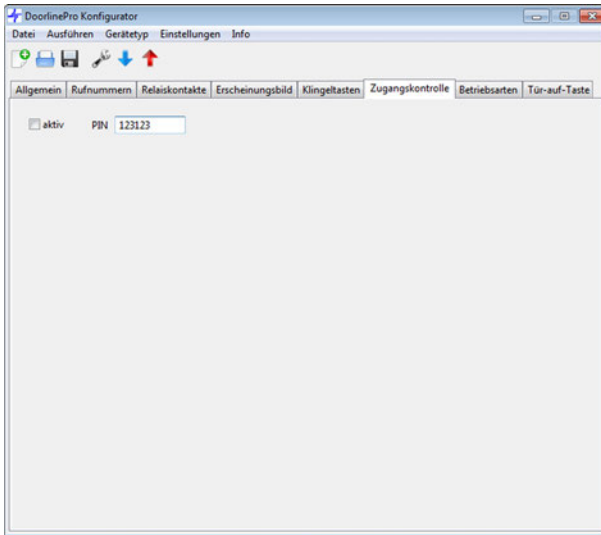 DoorlinePro Konfigurator
Datei Ausführen Gerätetyp Einstellungen Info
Allgemein Rufnummern Relaiskontakte Erscheinungsbild Klingeltasten Zugangskontrolle Betriebsarten Tür-auf-Taste
aktiv PIN 123123